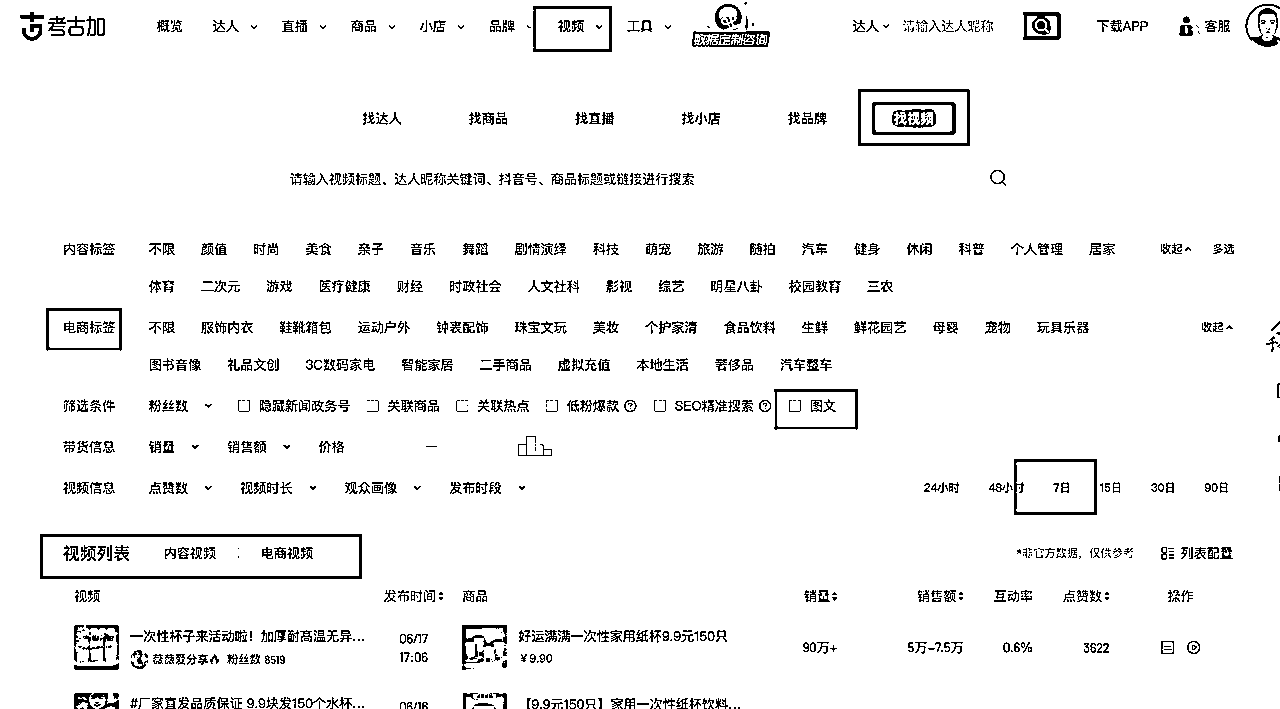 考古加 概览 达人 直播 商品 小店 品牌 视频 工具 数据定制咨询 达人 请输入达人昵称 下载APP 客服
找达人 找商品 找直播 找小店 找品牌 找视频
请输入视频标题、达人昵称关键词、抖音号、商品标题或链接进行搜索
内容标签 不限 颜值 时尚 美食 亲子 音乐 舞蹈 剧情演绎 科技 萌宠 旅游 随拍 汽车 健身 休闲 科普 个人管理 居家 收起 多选
体育 二次元 游戏 医疗健康 财经 时政社会 人文社科 影视 综艺 明星八卦 校园教育 三农
电商标签 不限 服饰内衣 鞋靴箱包 运动户外 钟表配饰 珠宝文玩 美妆 个护家清 食品饮料 生鲜 鲜花园艺 母婴 宠物 玩具乐器 收起
图书音像 礼品文创 3C数码家电 智能家居 二手商品 虚拟充值 本地生活 奢侈品 汽车整车
筛选条件 粉丝数 隐藏新闻政务号 关联商品 关联热点 低粉爆款 SEO精准搜索 图文
带货信息 销量 销售额 价格 —
视频信息 点赞数 视频时长 观众画像 发布时段 24小时 48小时 7日 15日 30日 90日
视频列表 内容视频 电商视频 *非官方数据，仅供参考 列表配置
视频 发布时间 商品 销量 销售额 互动率 点赞数 操作
一次性杯子来活动啦！加厚耐高温无异... 06/17 好运满满一次性家用纸杯9.9元150只
粉丝数 8519 17:06 ¥9.90 90万+ 5万-7.5万 0.6% 3622
#厂家直发品质保证 9.9块发150个水杯... 06/16 【9.9元150只】家用一次性纸杯饮料...